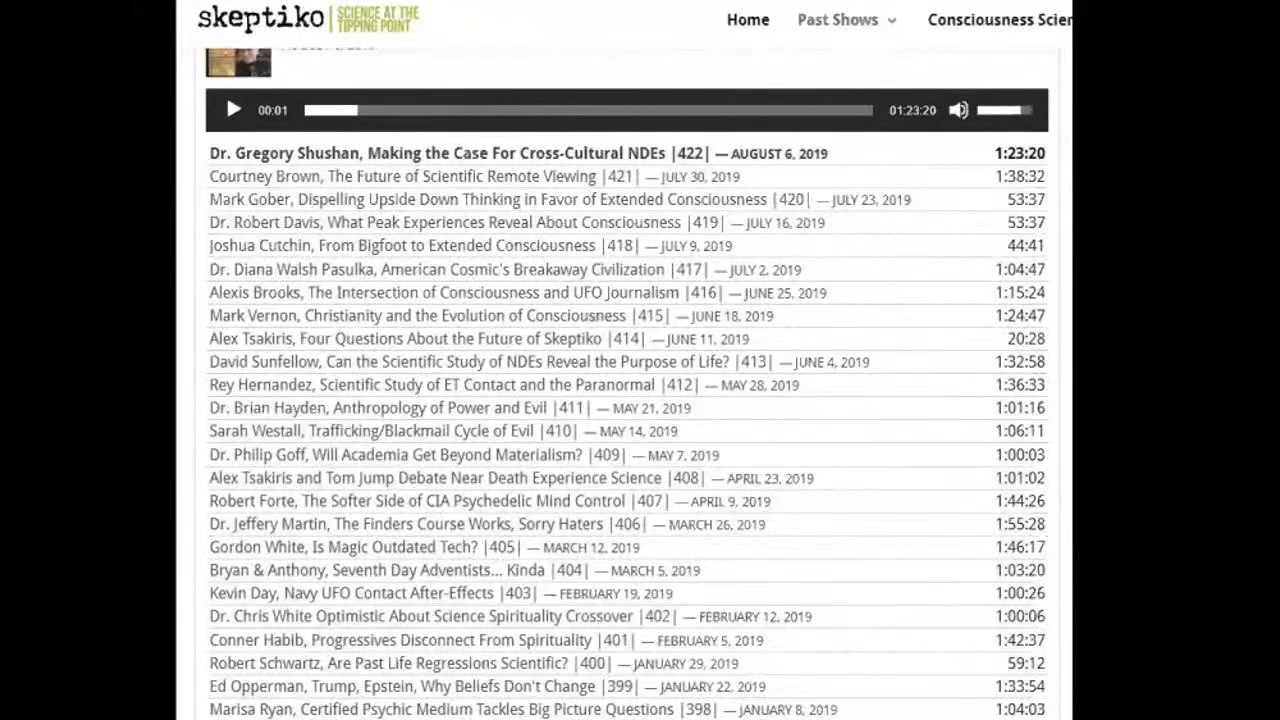 skeptiko SCIENCE AT THE TIPPING POINT Home Past Shows Consciousness Scien
00:01 01:23:20
Dr. Gregory Shushan, Making the Case For Cross-Cultural NDEs |422| — AUGUST 6, 2019 1:23:20
Courtney Brown, The Future of Scientific Remote Viewing |421| — JULY 30, 2019 1:38:32
Mark Gober, Dispelling Upside Down Thinking in Favor of Extended Consciousness |420| — JULY 23, 2019 53:37
Dr. Robert Davis, What Peak Experiences Reveal About Consciousness |419| — JULY 16, 2019 53:37
Joshua Cutchin, From Bigfoot to Extended Consciousness |418| — JULY 9, 2019 44:41
Dr. Diana Walsh Pasulka, American Cosmic's Breakaway Civilization |417| — JULY 2, 2019 1:04:47
Alexis Brooks, The Intersection of Consciousness and UFO Journalism |416| — JUNE 25, 2019 1:15:24
Mark Vernon, Christianity and the Evolution of Consciousness |415| — JUNE 18, 2019 1:24:47
Alex Tsakiris, Four Questions About the Future of Skeptiko |414| — JUNE 11, 2019 20:28
David Sunfellow, Can the Scientific Study of NDEs Reveal the Purpose of Life? |413| — JUNE 4, 2019 1:32:58
Rey Hernandez, Scientific Study of ET Contact and the Paranormal |412| — MAY 28, 2019 1:36:33
Dr. Brian Hayden, Anthropology of Power and Evil |411| — MAY 21, 2019 1:01:16
Sarah Westall, Trafficking/Blackmail Cycle of Evil |410| — MAY 14, 2019 1:06:11
Dr. Philip Goff, Will Academia Get Beyond Materialism? |409| — MAY 7, 2019 1:00:03
Alex Tsakiris and Tom Jump Debate Near Death Experience Science |408| — APRIL 23, 2019 1:01:02
Robert Forte, The Softer Side of CIA Psychedelic Mind Control |407| — APRIL 9, 2019 1:44:26
Dr. Jeffery Martin, The Finders Course Works, Sorry Haters |406| — MARCH 26, 2019 1:55:28
Gordon White, Is Magic Outdated Tech? |405| — MARCH 12, 2019 1:46:17
Bryan & Anthony, Seventh Day Adventists... Kinda |404| — MARCH 5, 2019 1:03:20
Kevin Day, Navy UFO Contact After-Effects |403| — FEBRUARY 19, 2019 1:00:26
Dr. Chris White Optimistic About Science Spirituality Crossover |402| — FEBRUARY 12, 2019 1:00:06
Conner Habib, Progressives Disconnect From Spirituality |401| — FEBRUARY 5, 2019 1:42:37
Robert Schwartz, Are Past Life Regressions Scientific? |400| — JANUARY 29, 2019 59:12
Ed Opperman, Trump, Epstein, Why Beliefs Don't Change |399| — JANUARY 22, 2019 1:33:54
Marisa Ryan, Certified Psychic Medium Tackles Big Picture Questions |398| — JANUARY 8, 2019 1:04:03